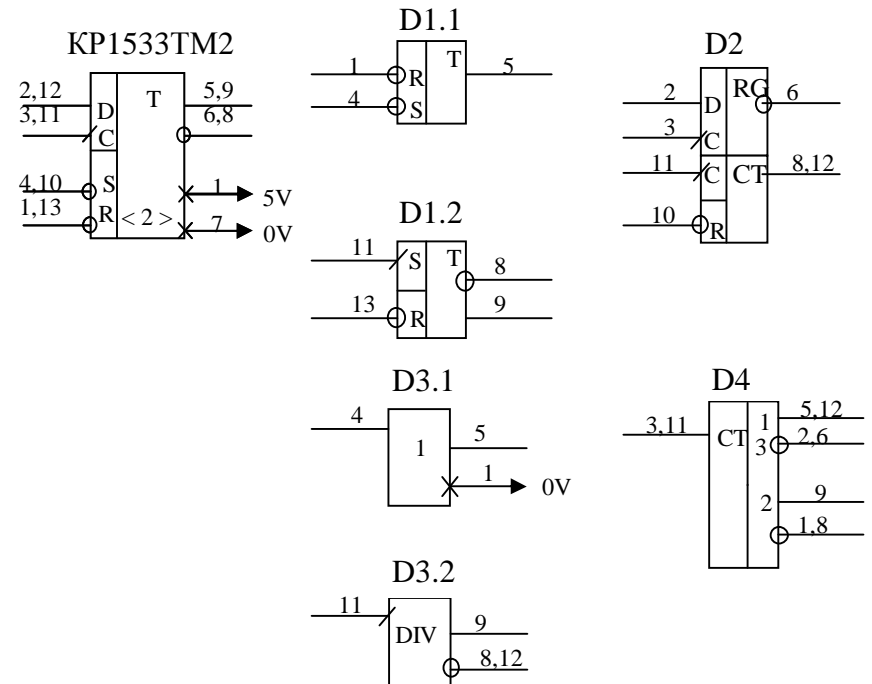 КР1533ТМ2
2,12
3,11
D
C
T
5,9
6,8
4,10
1,13
S
R
<2>
1
5V
7
0V
D1.1
1
4
R
S
T
5
D1.2
11
13
S
R
T
8
9
D2
2
3
11
10
D
C
C
R
RG
CT
6
8,12
D3.1
4
1
5
1
0V
D4
3,11
CT
1
3
2
5,12
2,6
9
1,8
D3.2
11
DIV
9
8,12